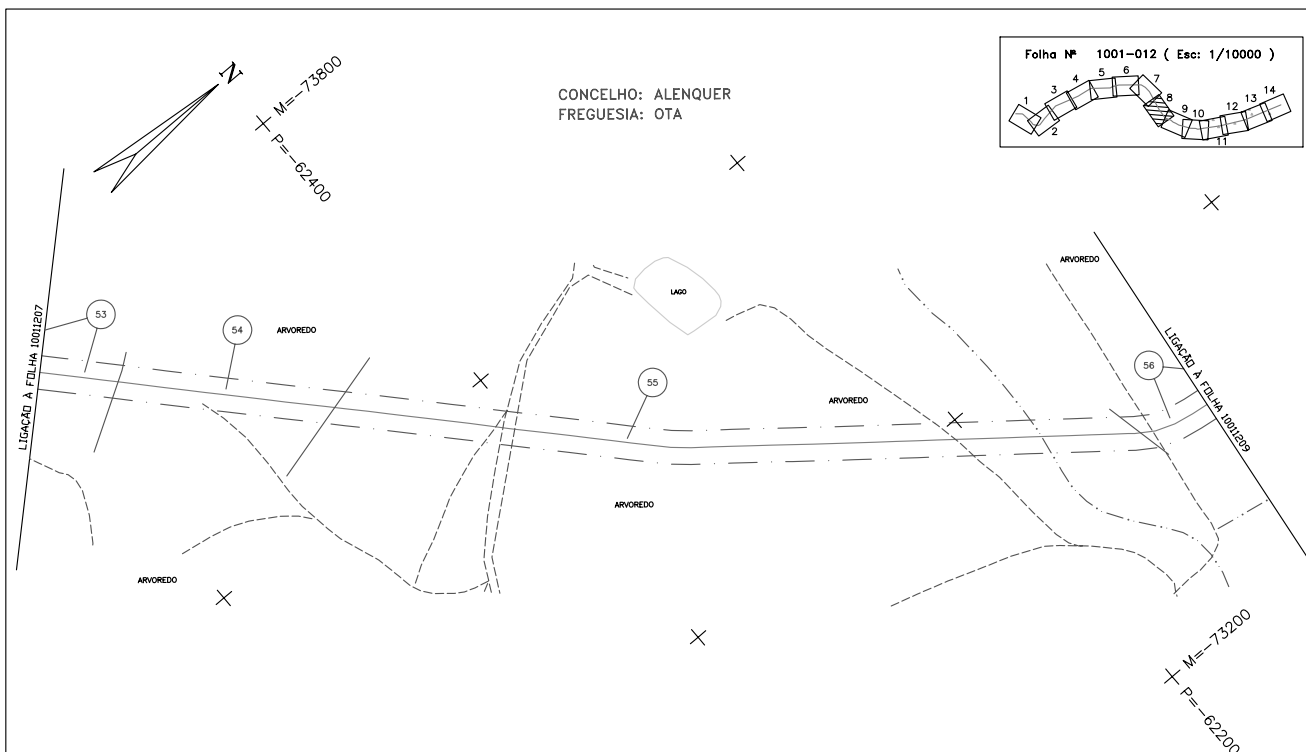 N
M=-73800
P=-62400
CONCELHO: ALENQUER
FREGUESIA: OTA
Folha Nº 1001-012 ( Esc: 1/10000 )
1
2
3
4
5
6
7
8
9
10
11
12
13
14
LIGAÇÃO À FOLHA 10011207
53
54
ARVOREDO
LAGO
55
ARVOREDO
ARVOREDO
56
LIGAÇÃO À FOLHA 10011209
ARVOREDO
ARVOREDO
M=-73200
P=-62200